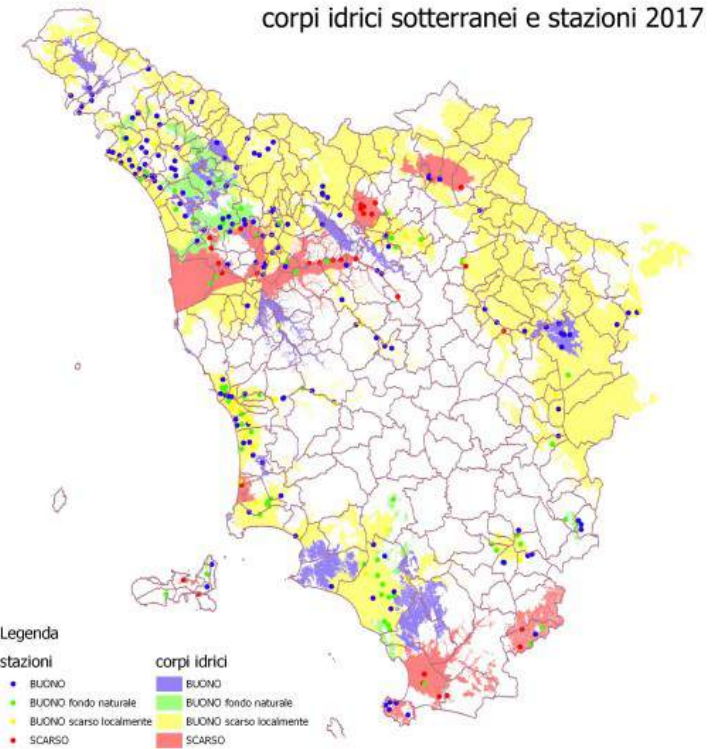 corpi idrici sotterranei e stazioni 2017
Legenda
stazioni
BUONO
BUONO fondo naturale
BUONO scarso localmente
SCARSO
corpi idrici
BUONO
BUONO fondo naturale
BUONO scarso localmente
SCARSO